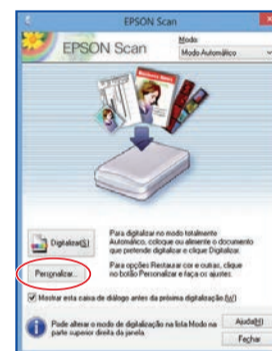 EPSON Scan
EPSON Scan
Modo:
Modo Automático
Digitalizar(S)
Para digitalizar no modo totalmente
Automático, coloque ou alimente o documento
que pretende digitalizar e clique Digitalizar.
Personalizar...
Para opções Restaurar cor e outras, clique
no botão Personalizar e faça os ajustes.
Mostrar esta caixa de diálogo antes da próxima digitalização.(W)
Pode alterar o modo de digitalização na lista Modo na
parte superior direita da janela.
Ajuda(H)
Fechar